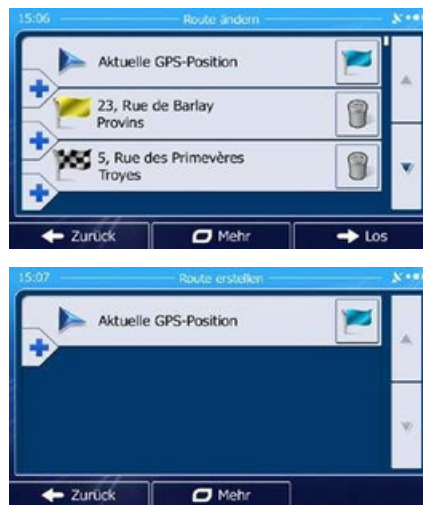 15:06 Route ändern
Aktuelle GPS-Position
23, Rue de Barlay
Provins
5, Rue des Primevères
Troyes
Zurück Mehr Los
15:07 Route erstellen
Aktuelle GPS-Position
Zurück Mehr